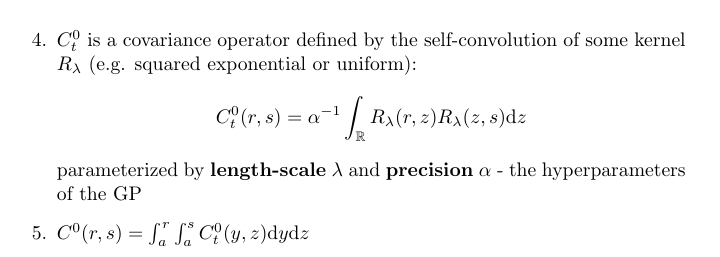 4. $C_t^0$ is a covariance operator defined by the self-convolution of some kernel
$R_\lambda$ (e.g. squared exponential or uniform):
$C_t^0(r, s) = \alpha^{-1} \int_{\mathbb{R}} R_\lambda(r, z) R_\lambda(z, s) \mathrm{d}z$
parameterized by length-scale $\lambda$ and precision $\alpha$ - the hyperparameters
of the GP
5. $C^0(r, s) = \int_a^r \int_a^s C_t^0(y, z) \mathrm{d}y \mathrm{d}z$